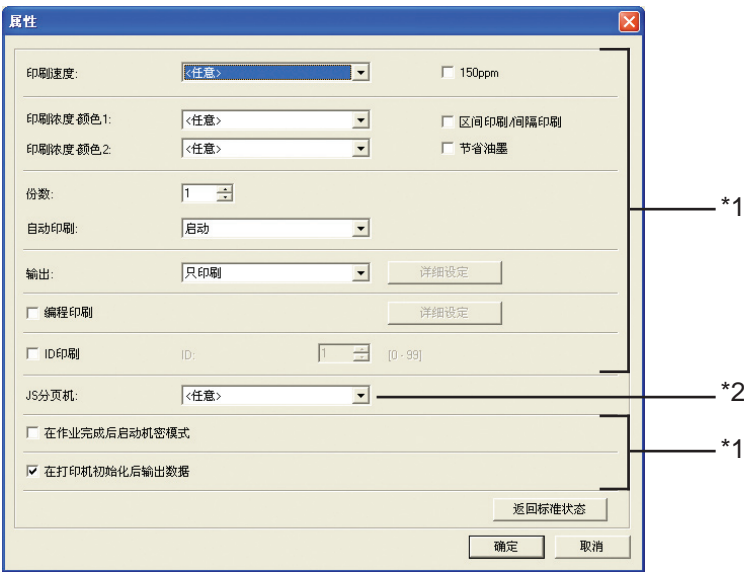 属性
印刷速度: <任意> 150ppm
印刷浓度·颜色1: <任意> 区间印刷/间隔印刷
印刷浓度·颜色2: <任意> 节省油墨
份数: 1
*1
自动印刷: 启动
输出: 只印刷 详细设定
编程印刷 详细设定
ID印刷 ID: 1 [0 - 99]
JS分页机: <任意> *2
在作业完成后启动机密模式
*1
在打印机初始化后输出数据
返回标准状态
确定 取消